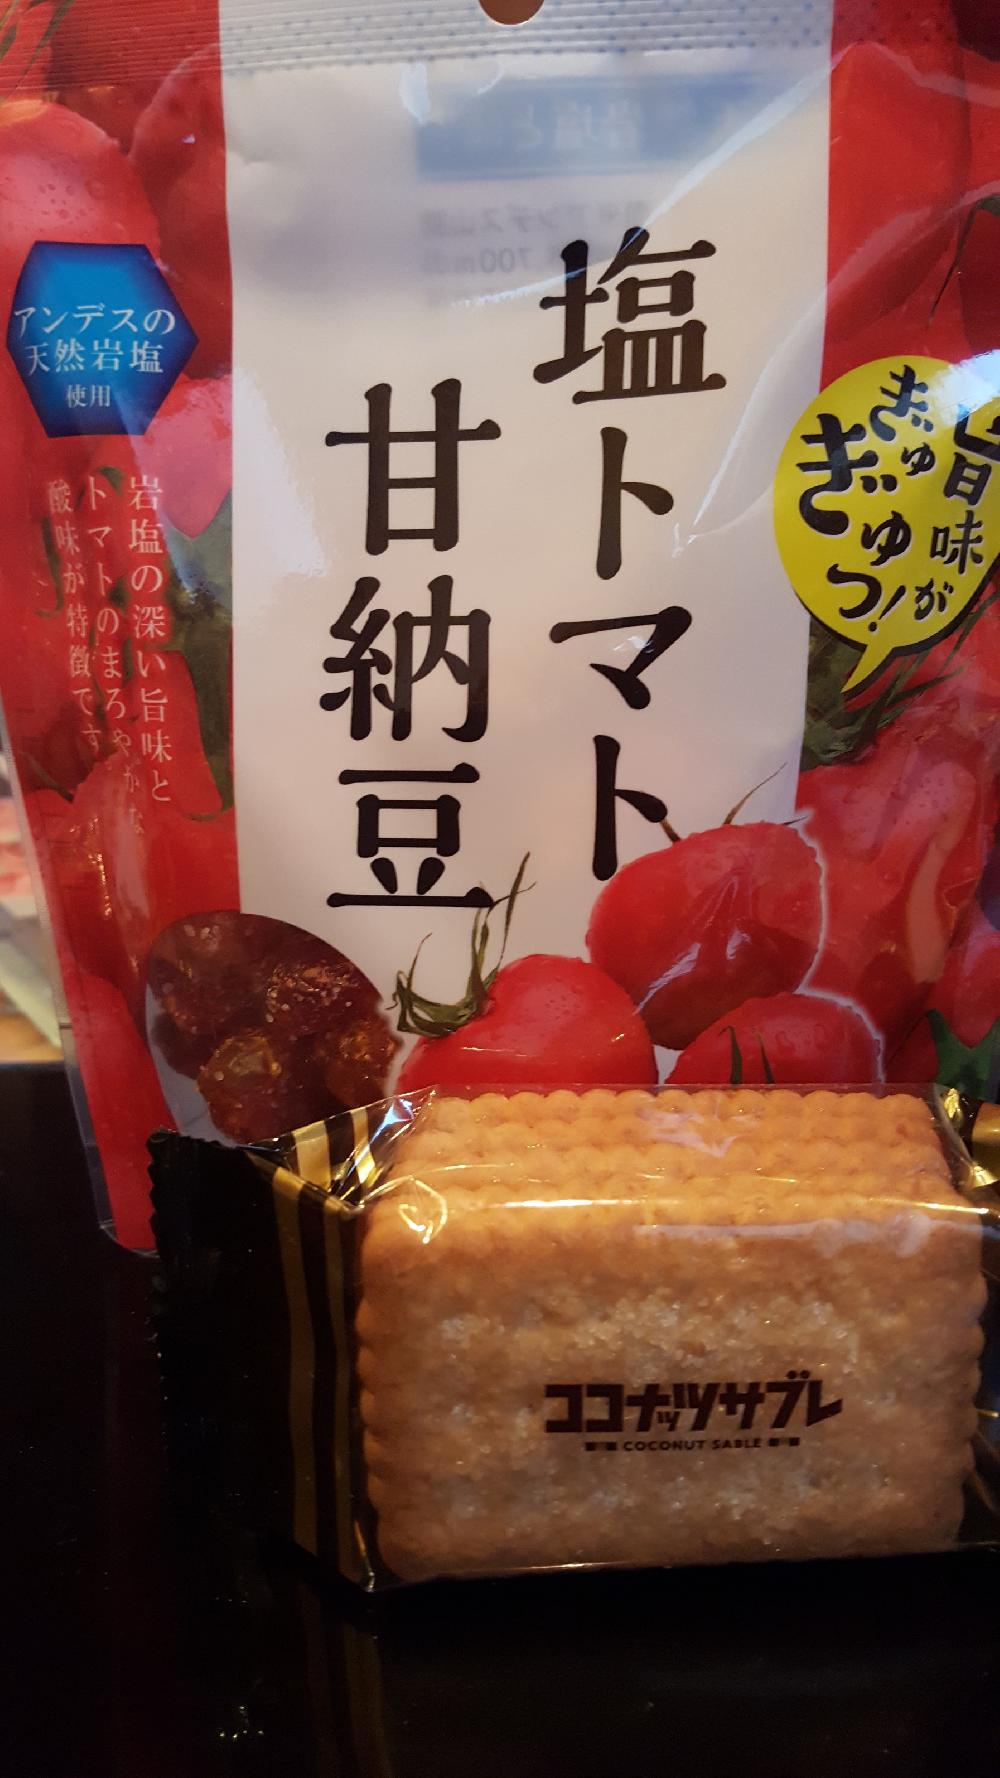 塩トマト
甘納豆
アンデスの
天然岩塩
使用
岩塩の深い旨味と
トマトのまろやかな
酸味が特徴です
旨味が
ぎゅ
ぎゅっ!
ココナッツサブレ
COCONUT SABLE